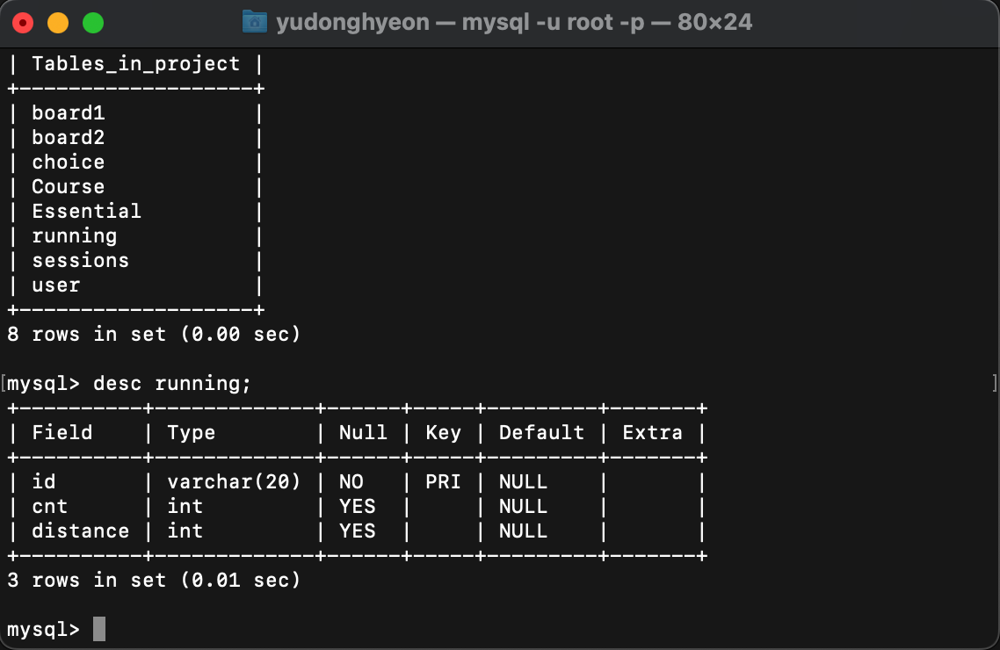 yudonghyeon — mysql -u root -p — 80×24
| Tables_in_project |
+-------------------+
| board1            |
| board2            |
| choice            |
| Course            |
| Essential         |
| running           |
| sessions          |
| user              |
+-------------------+
8 rows in set (0.00 sec)
[mysql> desc running; ]
+----------+-------------+------+-----+---------+-------+
| Field    | Type        | Null | Key | Default | Extra |
+----------+-------------+------+-----+---------+-------+
| id       | varchar(20) | NO   | PRI | NULL    |       |
| cnt      | int         | YES  |     | NULL    |       |
| distance | int         | YES  |     | NULL    |       |
+----------+-------------+------+-----+---------+-------+
3 rows in set (0.01 sec)
mysql>